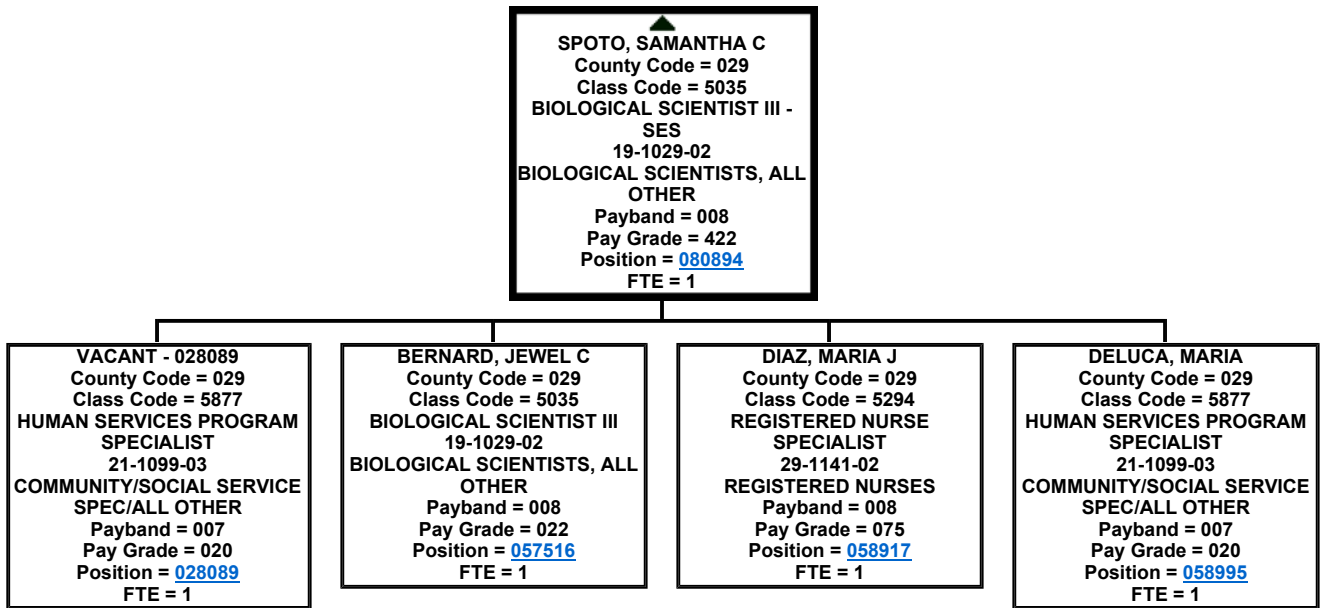 SPOTO, SAMANTHA C
County Code = 029
Class Code = 5035
BIOLOGICAL SCIENTIST III -
SES
19-1029-02
BIOLOGICAL SCIENTISTS, ALL
OTHER
Payband = 008
Pay Grade = 422
Position = 080894
FTE = 1
VACANT - 028089
County Code = 029
Class Code = 5877
HUMAN SERVICES PROGRAM
SPECIALIST
21-1099-03
COMMUNITY/SOCIAL SERVICE
SPEC/ALL OTHER
Payband = 007
Pay Grade = 020
Position = 028089
FTE = 1
BERNARD, JEWEL C
County Code = 029
Class Code = 5035
BIOLOGICAL SCIENTIST III
19-1029-02
BIOLOGICAL SCIENTISTS, ALL
OTHER
Payband = 008
Pay Grade = 022
Position = 057516
FTE = 1
DIAZ, MARIA J
County Code = 029
Class Code = 5294
REGISTERED NURSE
SPECIALIST
29-1141-02
REGISTERED NURSES
Payband = 008
Pay Grade = 075
Position = 058917
FTE = 1
DELUCA, MARIA
County Code = 029
Class Code = 5877
HUMAN SERVICES PROGRAM
SPECIALIST
21-1099-03
COMMUNITY/SOCIAL SERVICE
SPEC/ALL OTHER
Payband = 007
Pay Grade = 020
Position = 058995
FTE = 1